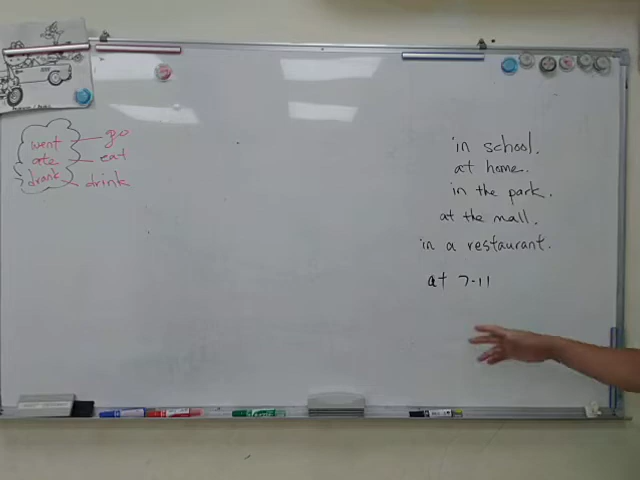 went go
ate eat
drank drink
in school.
at home.
in the park.
at the mall.
in a restaurant.
at 7-11